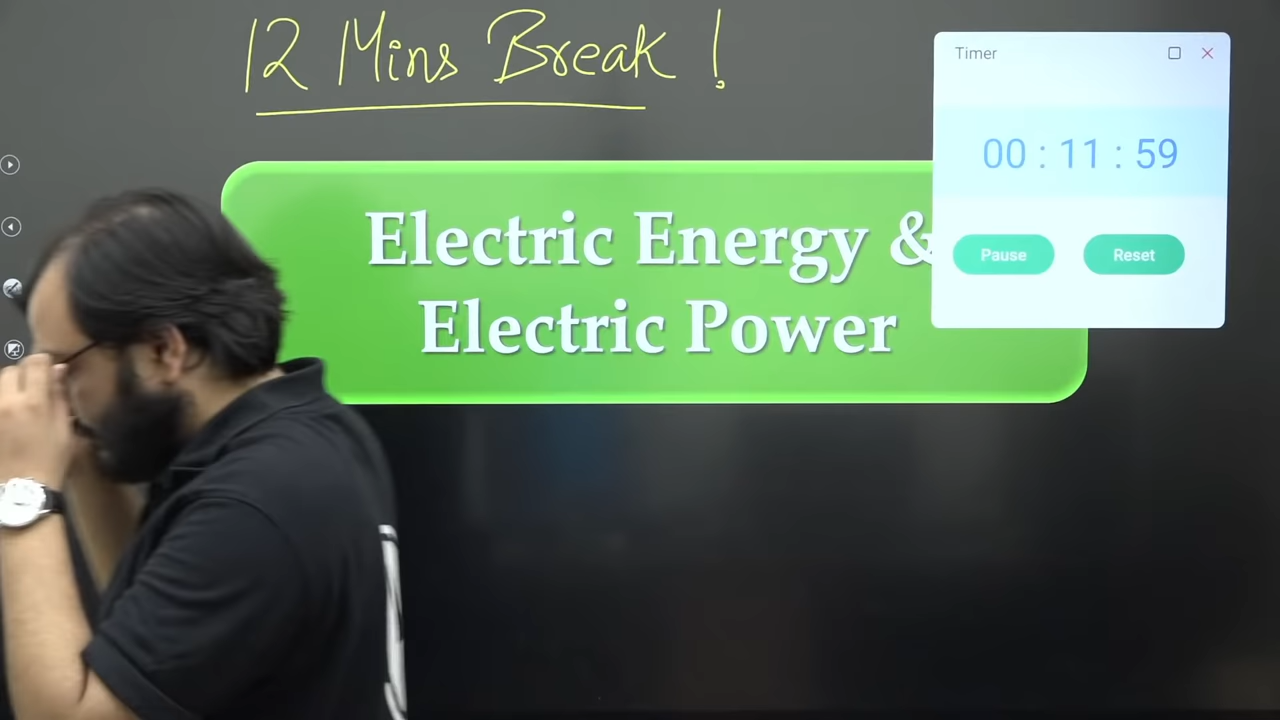 12 Mins Break !
Timer
00 : 11 : 59
Electric Energy &
Electric Power
Pause
Reset